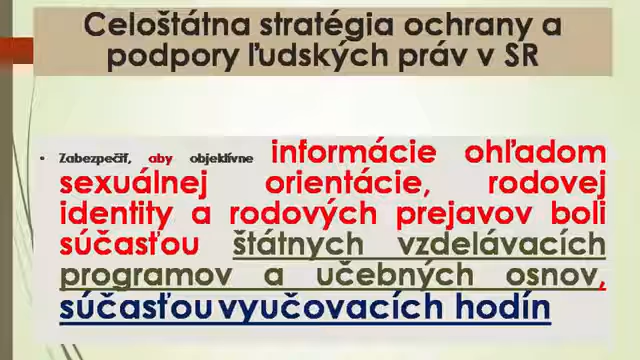 Celoštátna stratégia ochrany a
podpory ľudských práv v SR
• Zabezpečiť, aby objektívne informácie ohľadom
sexuálnej orientácie, rodovej
identity a rodových prejavov boli
súčasťou štátnych vzdelávacích
programov a učebných osnov,
súčasťou vyučovacích hodín